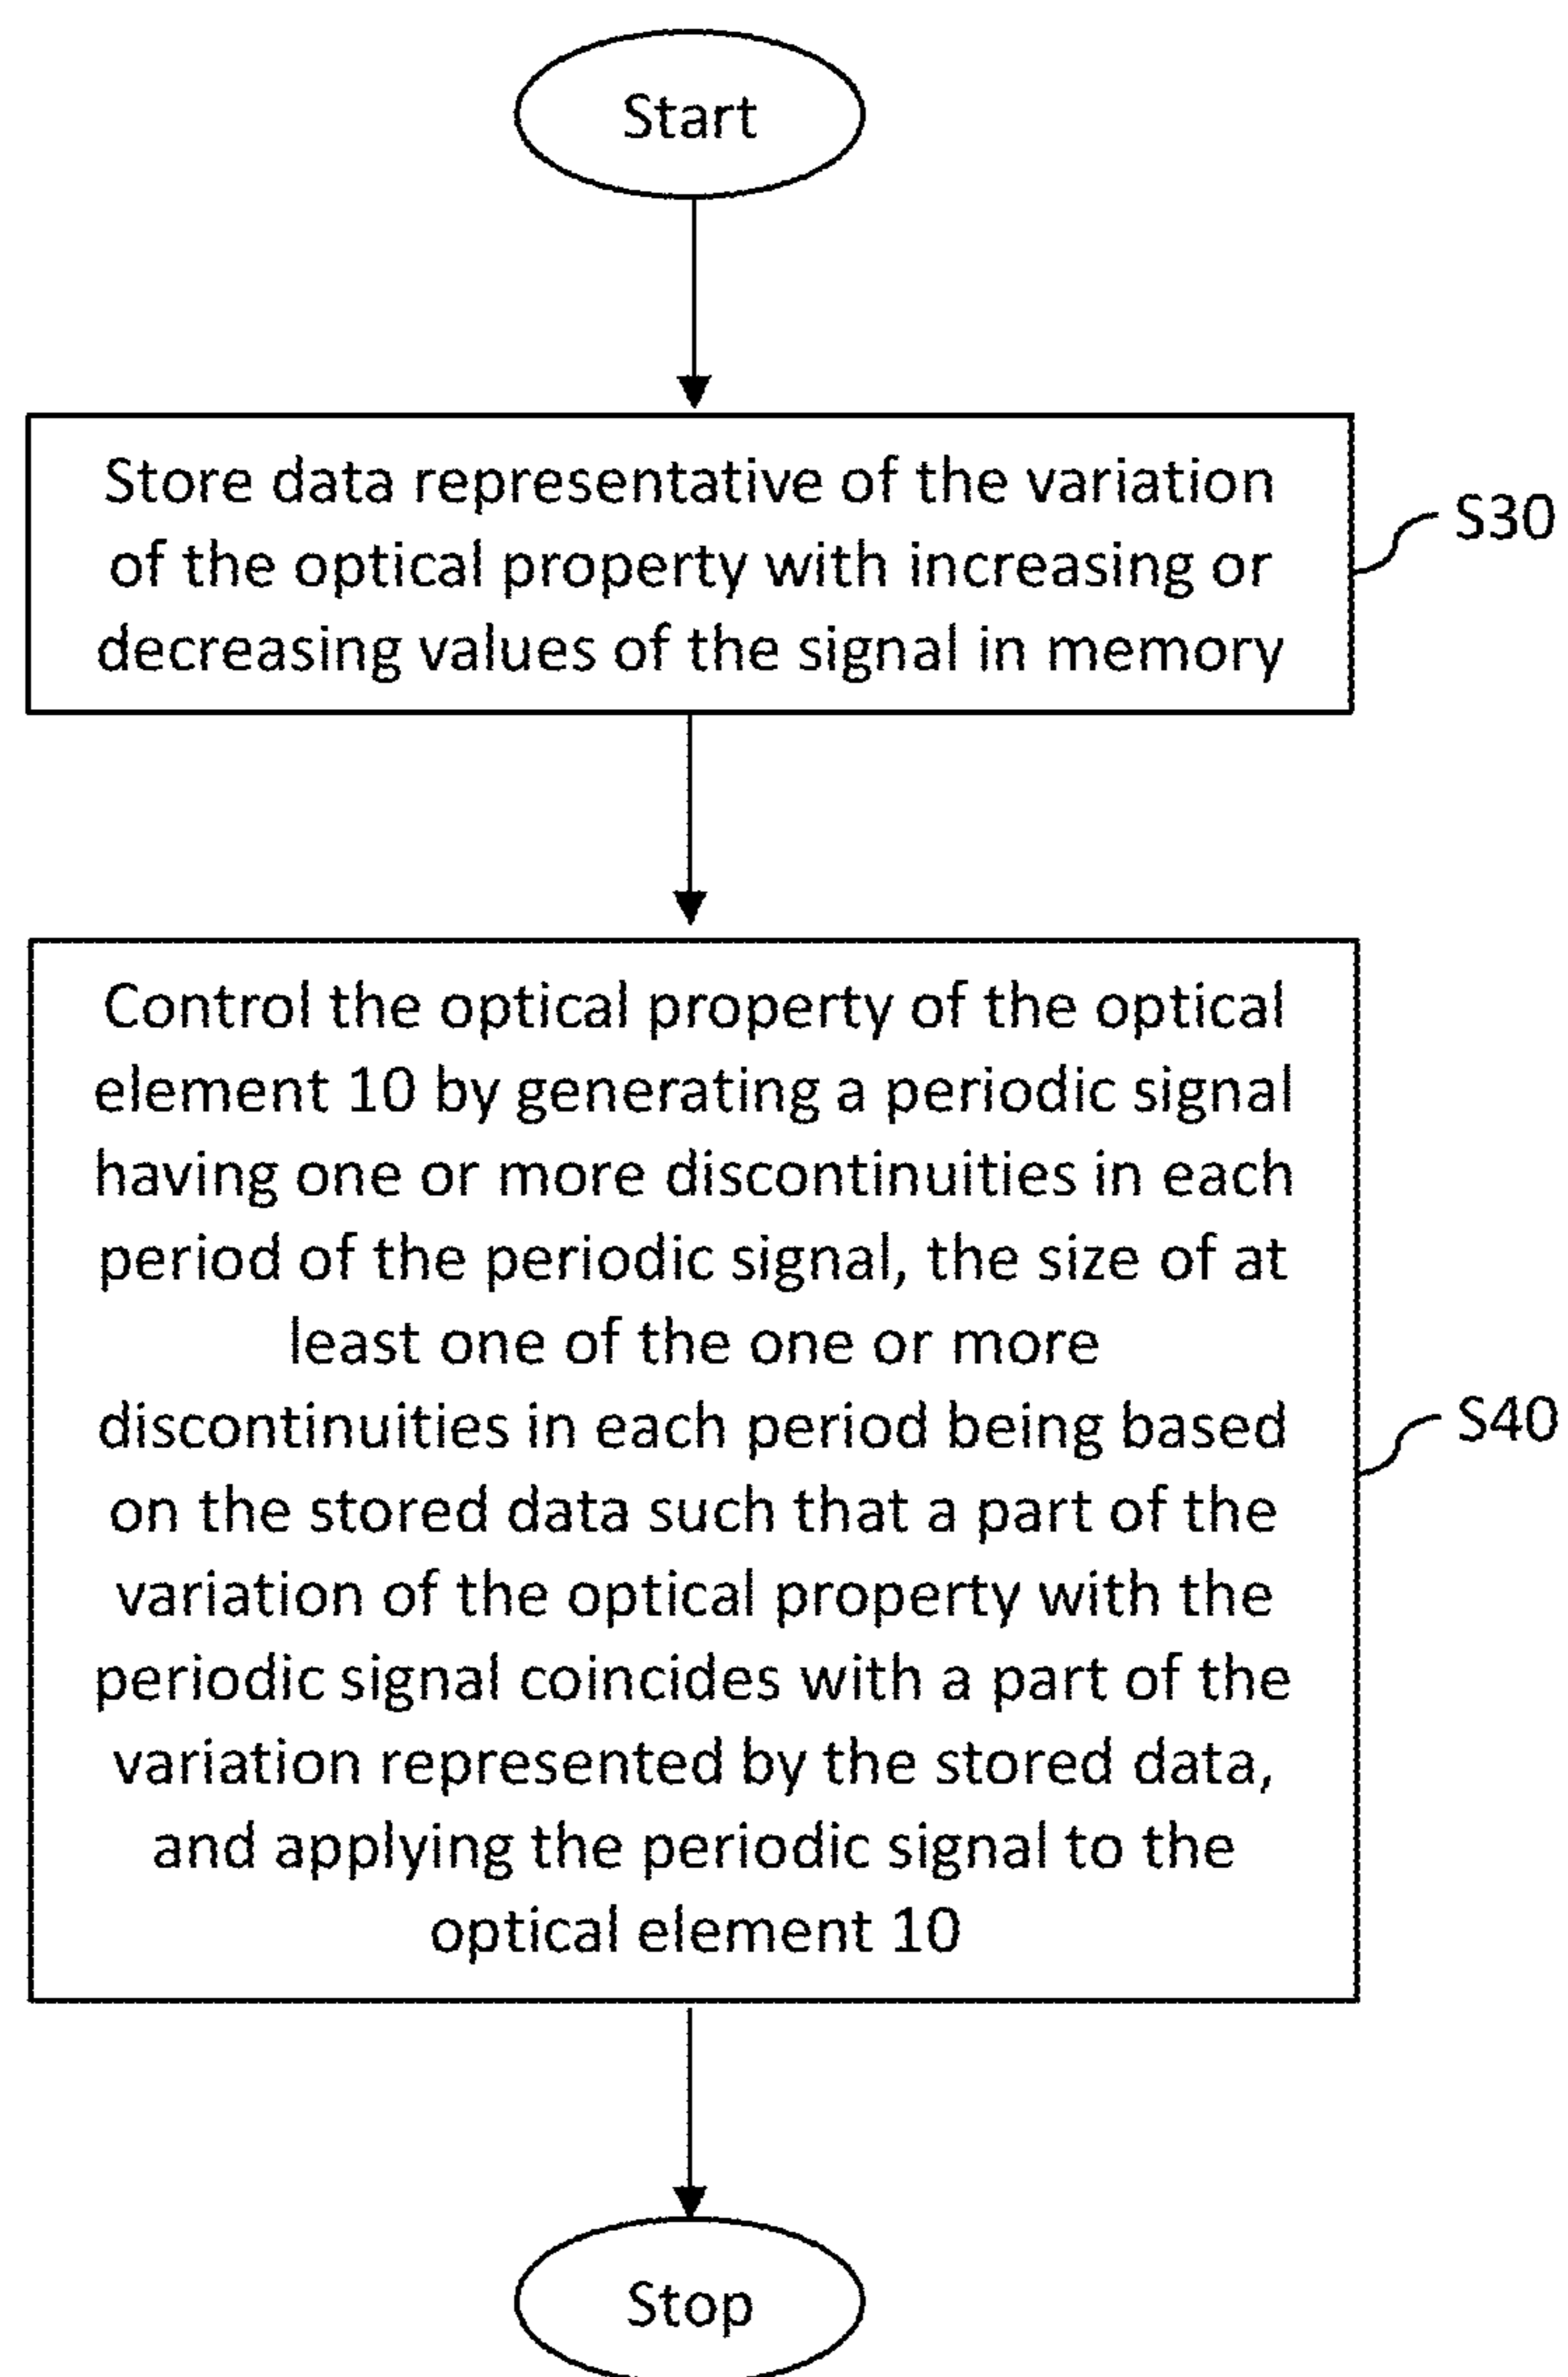 Start
Store data representative of the variation
of the optical property with increasing or
decreasing values of the signal in memory
S30
Control the optical property of the optical
element 10 by generating a periodic signal
having one or more discontinuities in each
period of the periodic signal, the size of at
least one of the one or more
discontinuities in each period being based
on the stored data such that a part of the
variation of the optical property with the
periodic signal coincides with a part of the
variation represented by the stored data,
and applying the periodic signal to the
optical element 10
S40
Stop